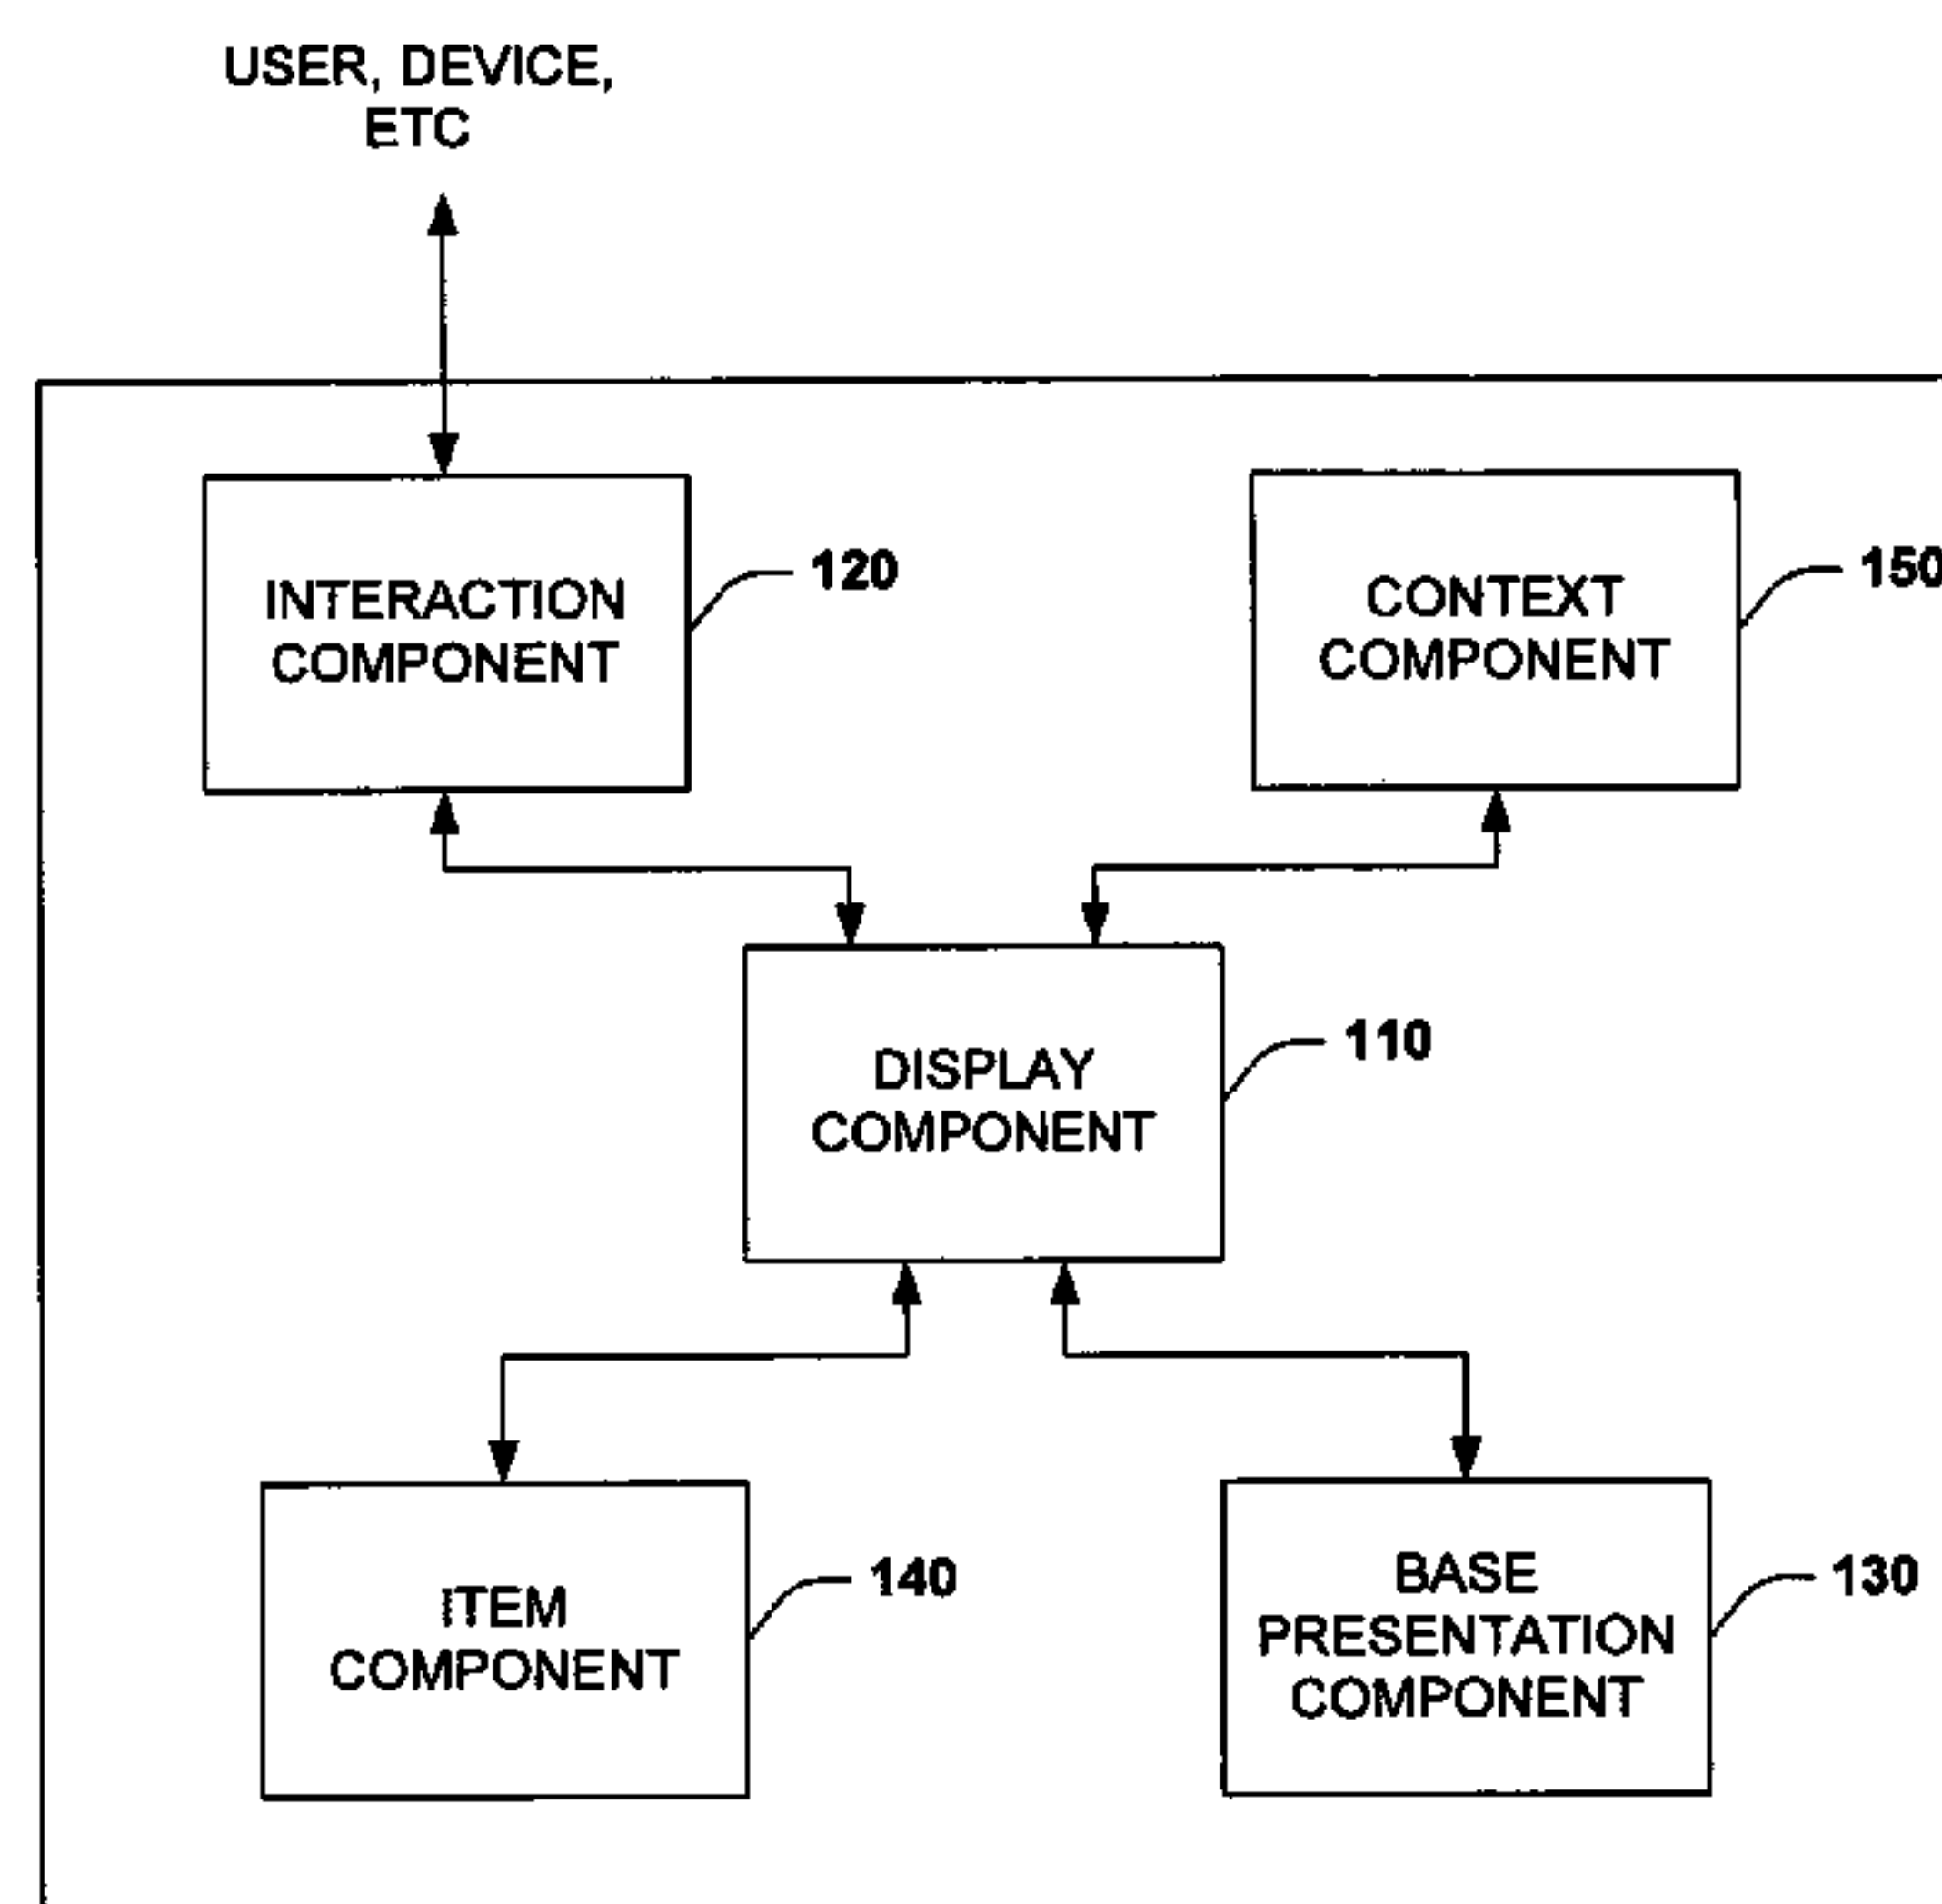 USER, DEVICE,
ETC
INTERACTION
COMPONENT
120
CONTEXT
COMPONENT
150
DISPLAY
COMPONENT
110
ITEM
COMPONENT
140
BASE
PRESENTATION
COMPONENT
130